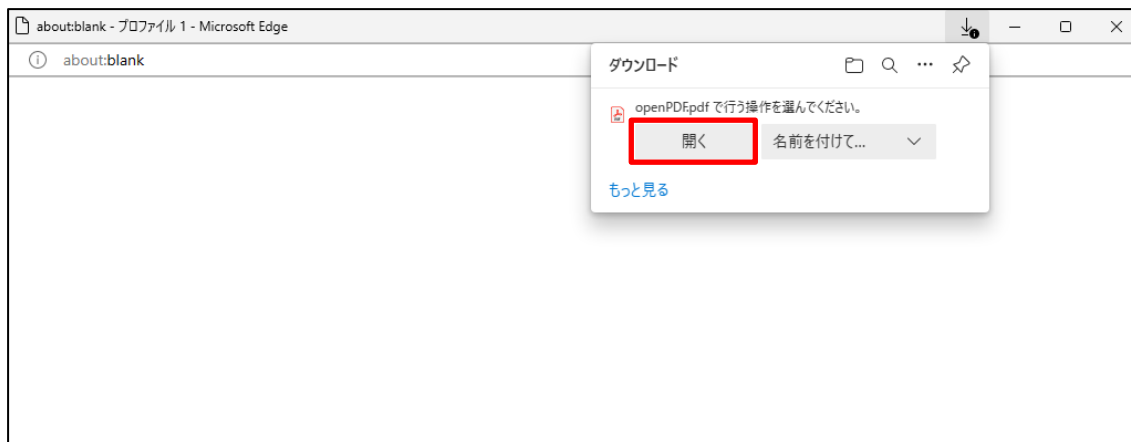 about:blank - プロファイル 1 - Microsoft Edge
about:blank
ダウンロード
openPDF.pdf で行う操作を選んでください。
開く
名前を付けて...
もっと見る